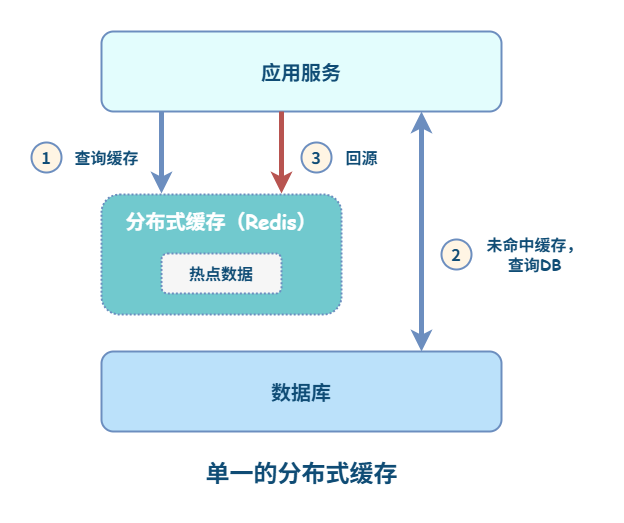 应用服务
1 查询缓存
3 回源
分布式缓存（Redis）
热点数据
2 未命中缓存，
查询DB
数据库
单一的分布式缓存